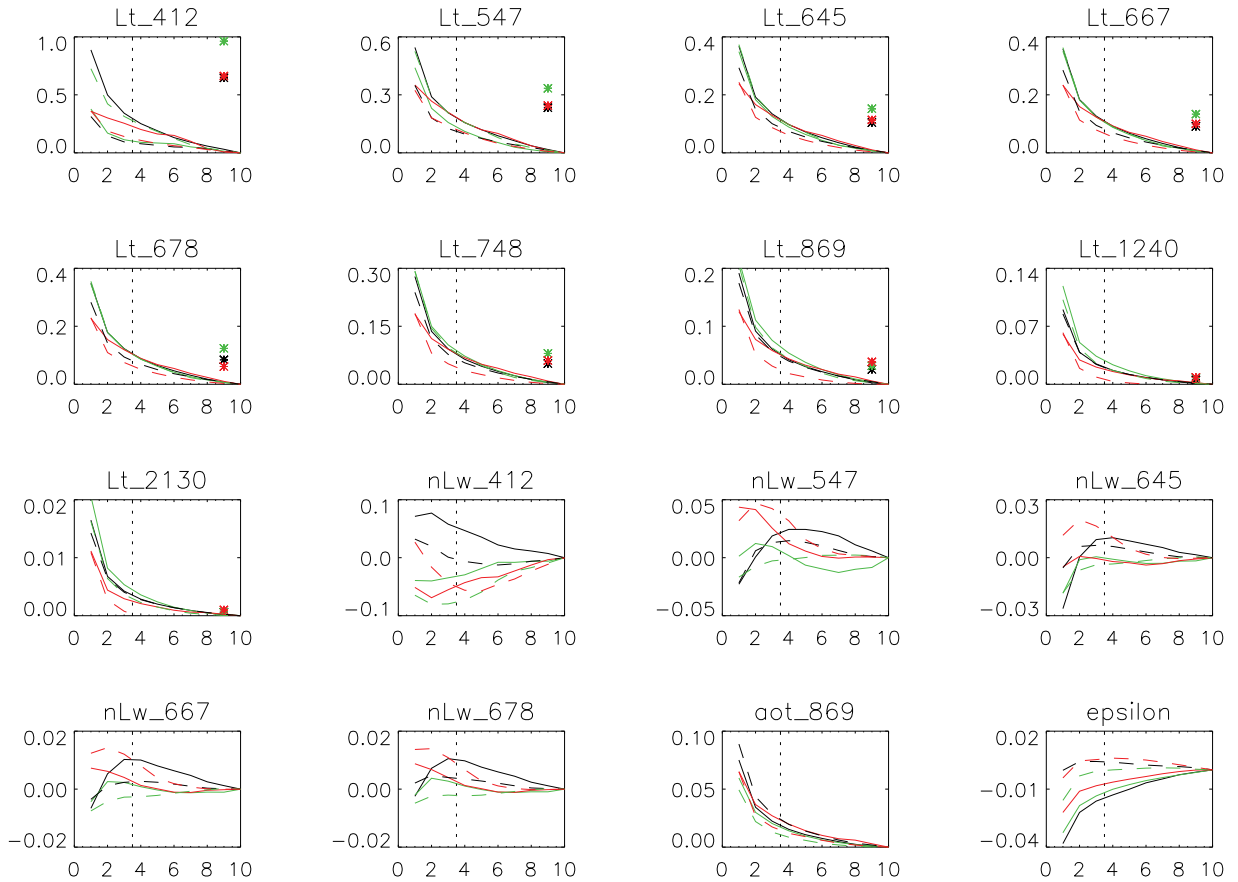 Lt_412 Lt_547 Lt_645 Lt_667
1.0 0.6 0.4 0.4
0.5 0.3 0.2 0.2
0.0 0.0 0.0 0.0
0 2 4 6 8 10 0 2 4 6 8 10 0 2 4 6 8 10 0 2 4 6 8 10
Lt_678 Lt_748 Lt_869 Lt_1240
0.4 0.30 0.2 0.14
0.2 0.15 0.1 0.07
0.0 0.00 0.0 0.00
0 2 4 6 8 10 0 2 4 6 8 10 0 2 4 6 8 10 0 2 4 6 8 10
Lt_2130 nLw_412 nLw_547 nLw_645
0.02 0.1 0.05 0.03
0.01 0.0 0.00 0.00
0.00 -0.1 -0.05 -0.03
0 2 4 6 8 10 0 2 4 6 8 10 0 2 4 6 8 10 0 2 4 6 8 10
nLw_667 nLw_678 aot_869 epsilon
0.02 0.02 0.10 0.02
0.00 0.00 0.05 -0.01
-0.02 -0.02 0.00 -0.04
0 2 4 6 8 10 0 2 4 6 8 10 0 2 4 6 8 10 0 2 4 6 8 10